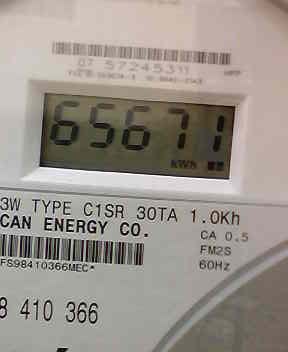 07 57245311
65671
kWh
3W TYPE C1SR 30TA 1.0Kh
CAN ENERGY CO.
CA 0.5
FM2S
60Hz
FS98410366MEC*
8 410 366